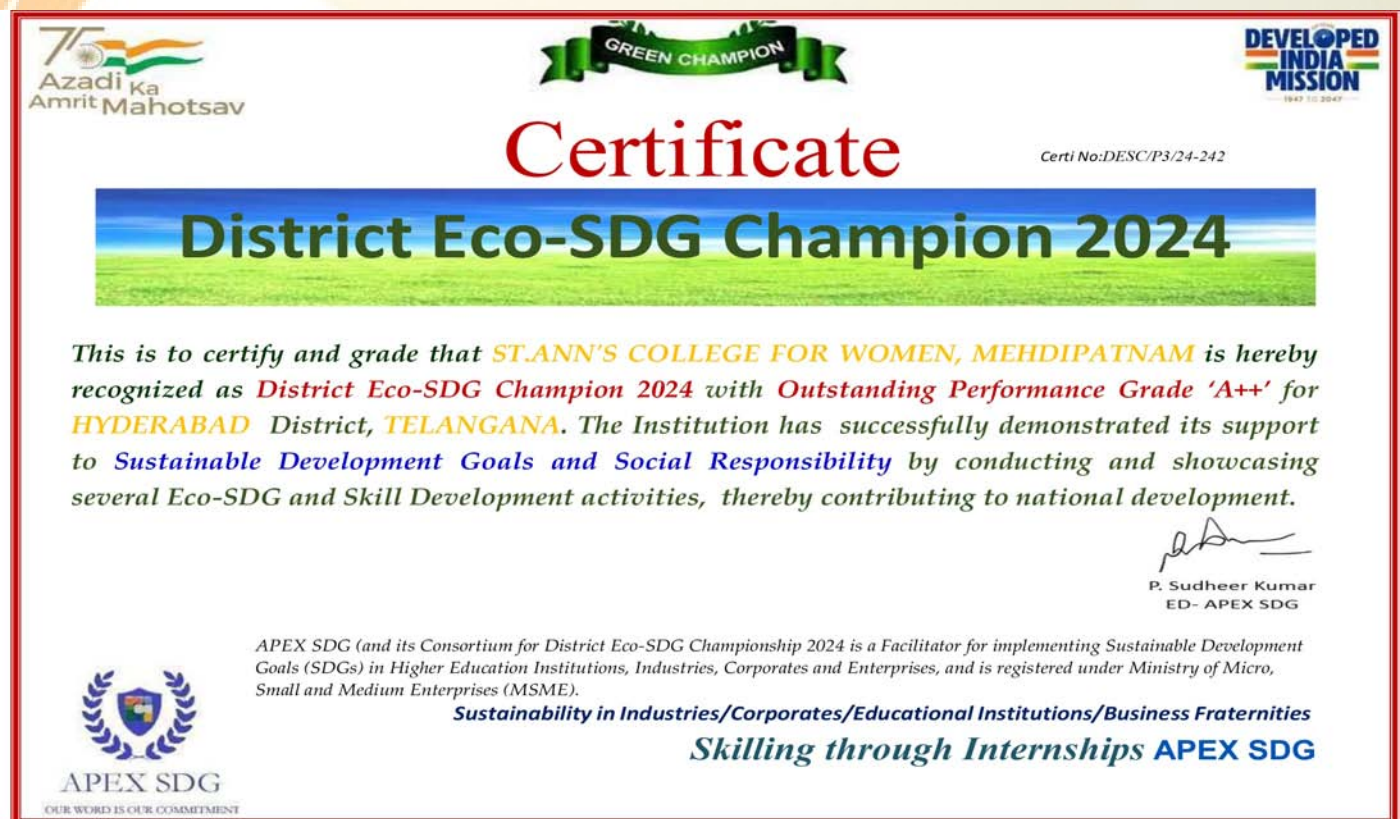 75
Azadi Ka
Amrit Mahotsav
GREEN CHAMPION
DEVELOPED
INDIA
MISSION
1947 TO 2047
Certificate
Certi No:DESC/P3/24-242
District Eco-SDG Champion 2024
This is to certify and grade that ST.ANN'S COLLEGE FOR WOMEN, MEHDIPATNAM is hereby
recognized as District Eco-SDG Champion 2024 with Outstanding Performance Grade ‘A++’ for
HYDERABAD District, TELANGANA. The Institution has successfully demonstrated its support
to Sustainable Development Goals and Social Responsibility by conducting and showcasing
several Eco-SDG and Skill Development activities, thereby contributing to national development.
P. Sudheer Kumar
ED- APEX SDG
APEX SDG (and its Consortium for District Eco-SDG Championship 2024 is a Facilitator for implementing Sustainable Development
Goals (SDGs) in Higher Education Institutions, Industries, Corporates and Enterprises, and is registered under Ministry of Micro,
Small and Medium Enterprises (MSME).
Sustainability in Industries/Corporates/Educational Institutions/Business Fraternities
Skilling through Internships APEX SDG
APEX SDG
OUR WORD IS OUR COMMITMENT